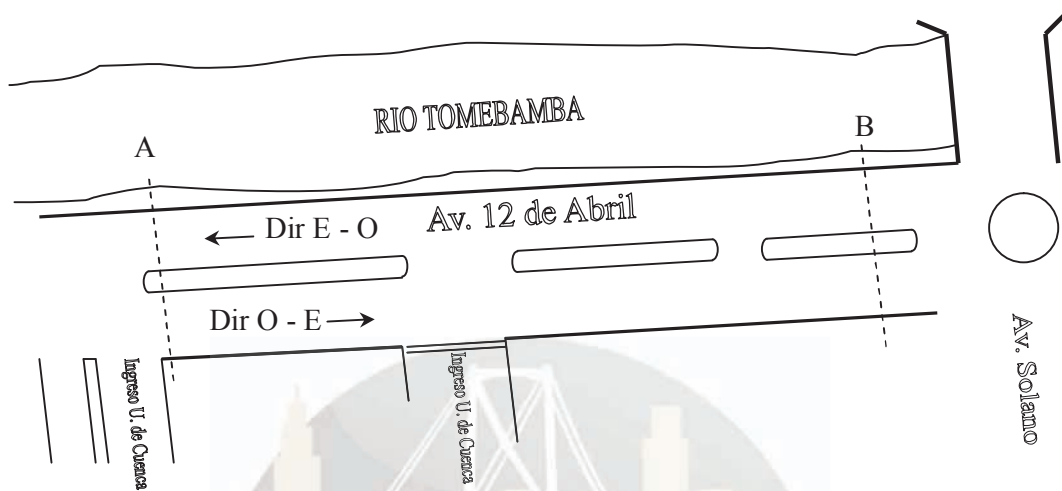 RIO TOMEBAMBA
A
B
Av. 12 de Abril
Dir E - O
Dir O - E
Ingreso U. de Cuenca
Ingreso U. de Cuenca
Av. Solano